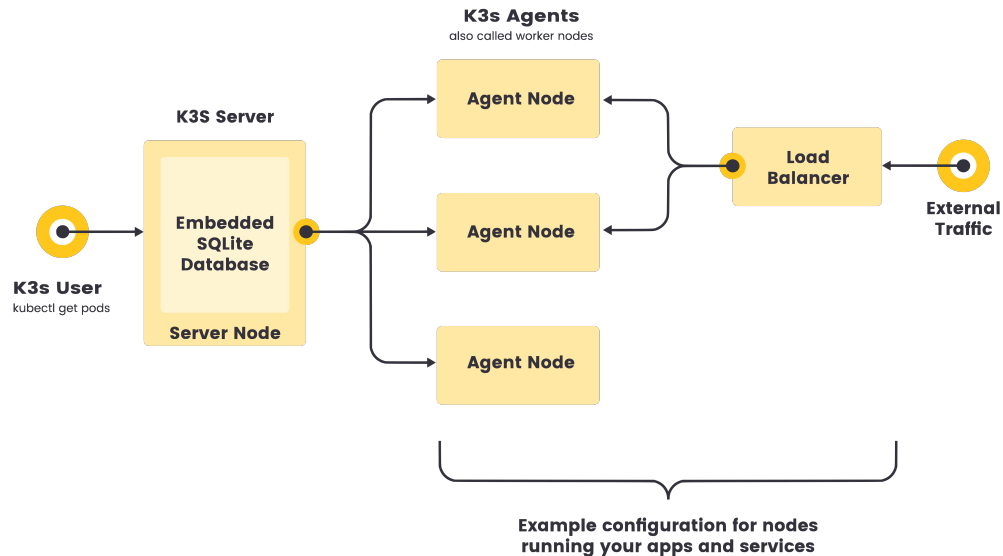 K3s Agents
also called worker nodes
Agent Node
K3S Server
Load
Balancer
Embedded
SQLite
Database
Agent Node
External
Traffic
K3s User
kubectl get pods
Server Node
Agent Node
Example configuration for nodes
running your apps and services